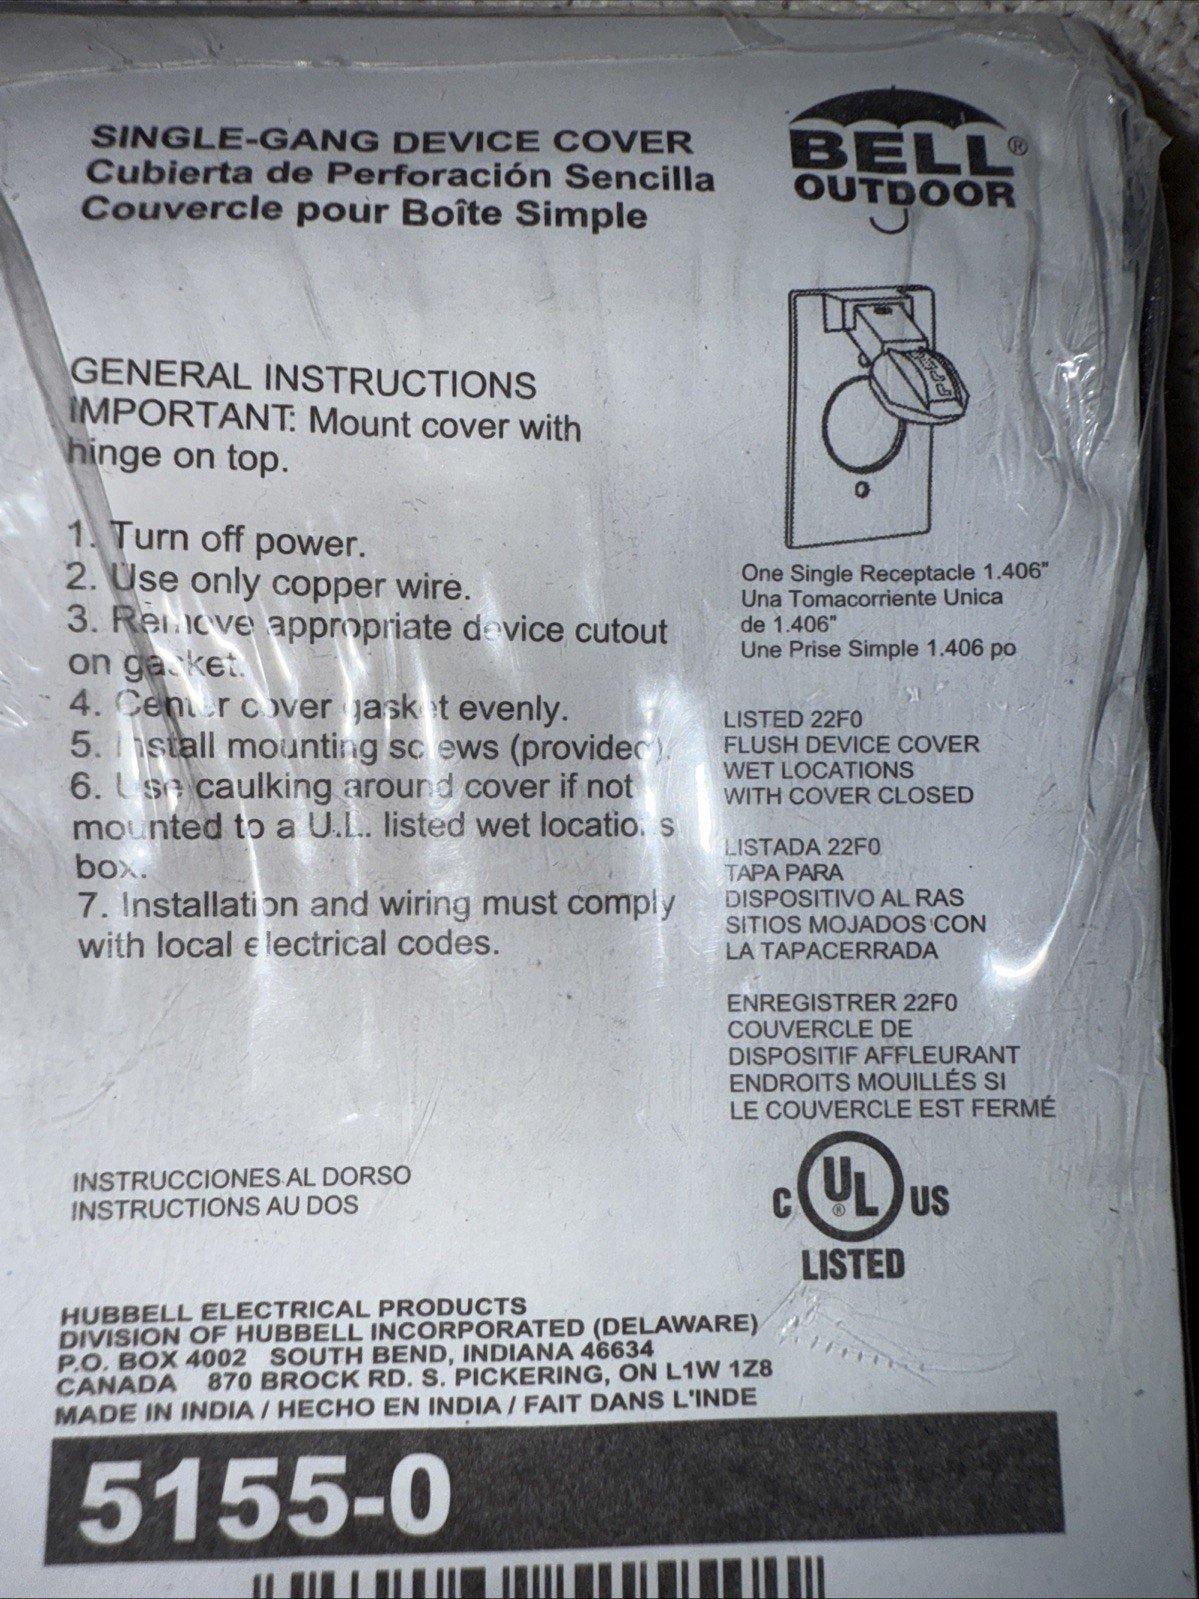 SINGLE-GANG DEVICE COVER
Cubierta de Perforación Sencilla
Couvercle pour Boîte Simple
BELL®
OUTDOOR
GENERAL INSTRUCTIONS
IMPORTANT: Mount cover with
hinge on top.
1. Turn off power.
2. Use only copper wire.
3. Remove appropriate device cutout
on gasket.
4. Center cover gasket evenly.
5. Install mounting screws (provided).
6. Use caulking around cover if not
mounted to a U.L. listed wet locations
box.
7. Installation and wiring must comply
with local electrical codes.
One Single Receptacle 1.406"
Una Tomacorriente Unica
de 1.406"
Une Prise Simple 1.406 po
LISTED 22F0
FLUSH DEVICE COVER
WET LOCATIONS
WITH COVER CLOSED
LISTADA 22F0
TAPA PARA
DISPOSITIVO AL RAS
SITIOS MOJADOS CON
LA TAPACERRADA
ENREGISTRER 22F0
COUVERCLE DE
DISPOSITIF AFFLEURANT
ENDROITS MOUILLÉS SI
LE COUVERCLE EST FERMÉ
C UL® US
LISTED
INSTRUCCIONES AL DORSO
INSTRUCTIONS AU DOS
HUBBELL ELECTRICAL PRODUCTS
DIVISION OF HUBBELL INCORPORATED (DELAWARE)
P.O. BOX 4002 SOUTH BEND, INDIANA 46634
CANADA 870 BROCK RD. S. PICKERING, ON L1W 1Z8
MADE IN INDIA / HECHO EN INDIA / FAIT DANS L'INDE
5155-0